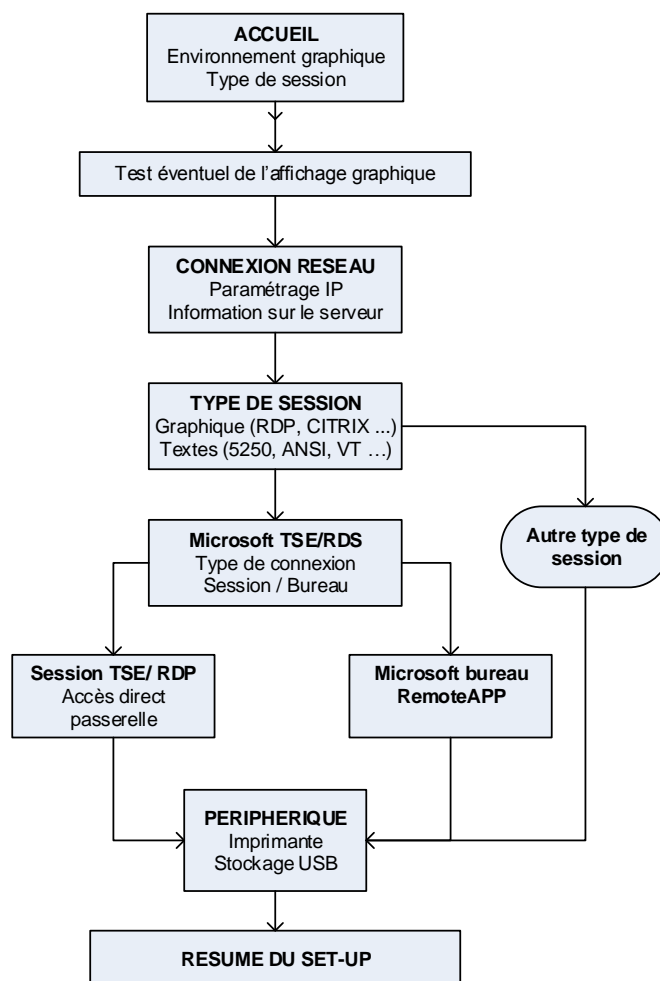 ACCUEIL
Environnement graphique
Type de session
Test éventuel de l'affichage graphique
CONNEXION RESEAU
Paramétrage IP
Information sur le serveur
TYPE DE SESSION
Graphique (RDP, CITRIX ...)
Textes (5250, ANSI, VT ...)
Microsoft TSE/RDS
Type de connexion
Session / Bureau
Autre type de
session
Session TSE/ RDP
Accès direct
passerelle
Microsoft bureau
RemoteAPP
PERIPHERIQUE
Imprimante
Stockage USB
RESUME DU SET-UP